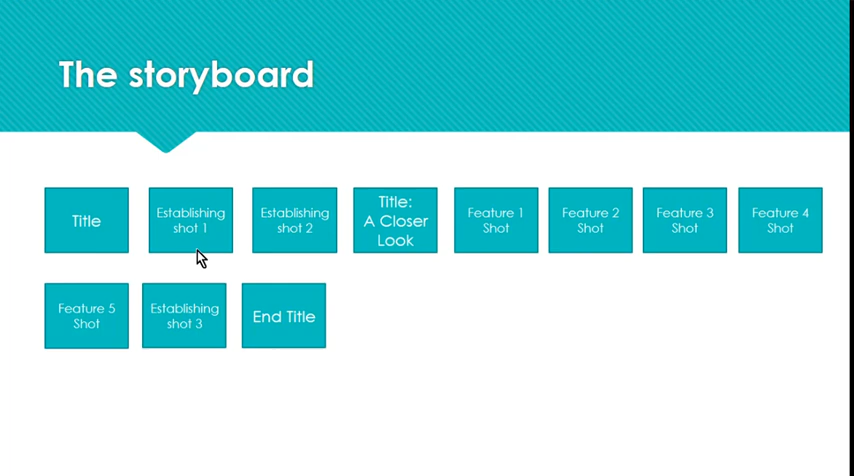 The storyboard
Title
Establishing
shot 1
Establishing
shot 2
Title:
A Closer
Look
Feature 1
Shot
Feature 2
Shot
Feature 3
Shot
Feature 4
Shot
Feature 5
Shot
Establishing
shot 3
End Title